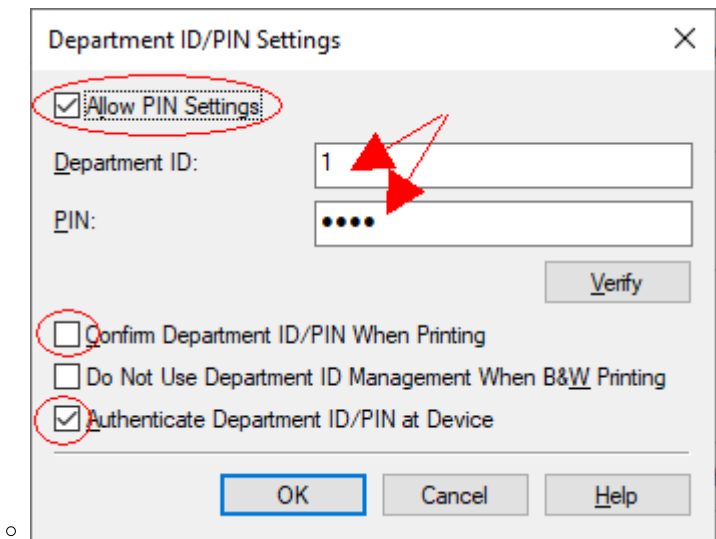 Department ID/PIN Settings
Allow PIN Settings
Department ID: 1
PIN: ••••
Verify
Confirm Department ID/PIN When Printing
Do Not Use Department ID Management When B&W Printing
Authenticate Department ID/PIN at Device
OK Cancel Help